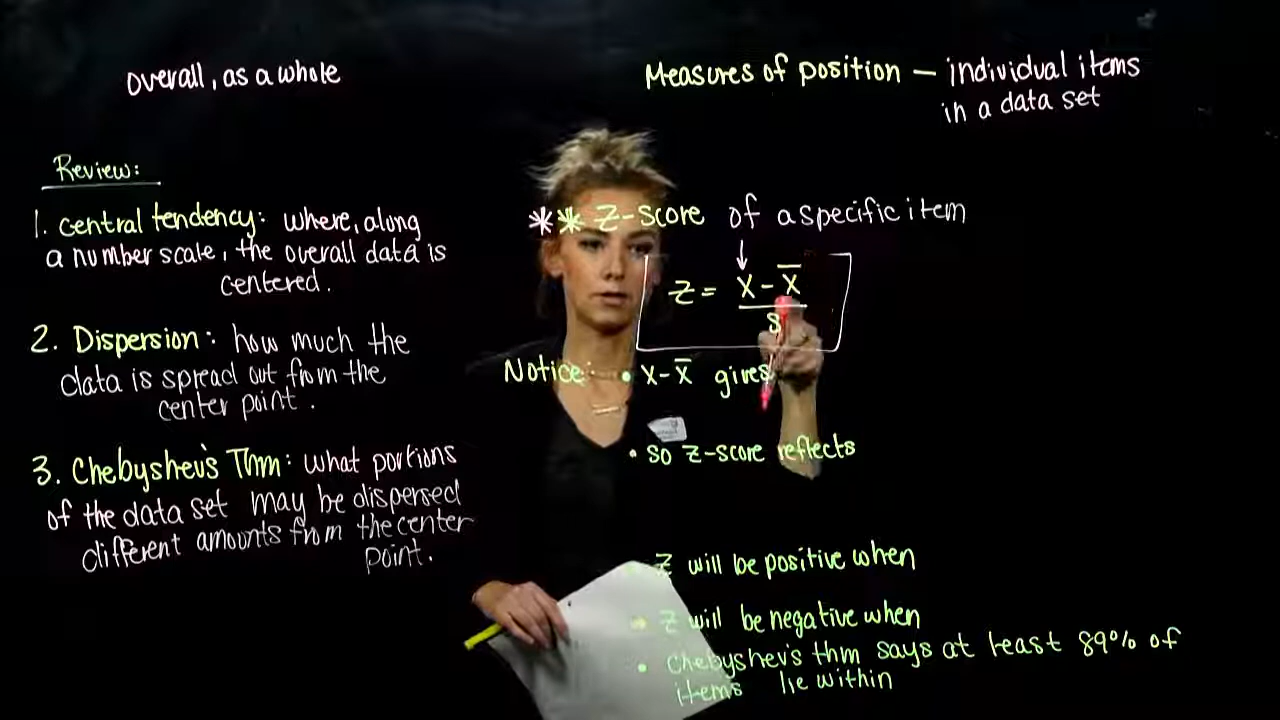 Overall, as a whole
Review:
1. Central tendency: where, along
a number scale, the overall data is
centered.
2. Dispersion: how much the
data is spread out from the
center point.
3. Chebyshev's Thm: what portions
of the data set may be dispersed
different amounts from the center
point.
Measures of position — individual items
in a data set
** Z-score of a specific item
↓
Z = x - x̅
s
Notice: • x - x̅ gives
• so z-score reflects
• Z will be positive when
• Z will be negative when
• Chebyshev's thm says at least 89% of
items lie within